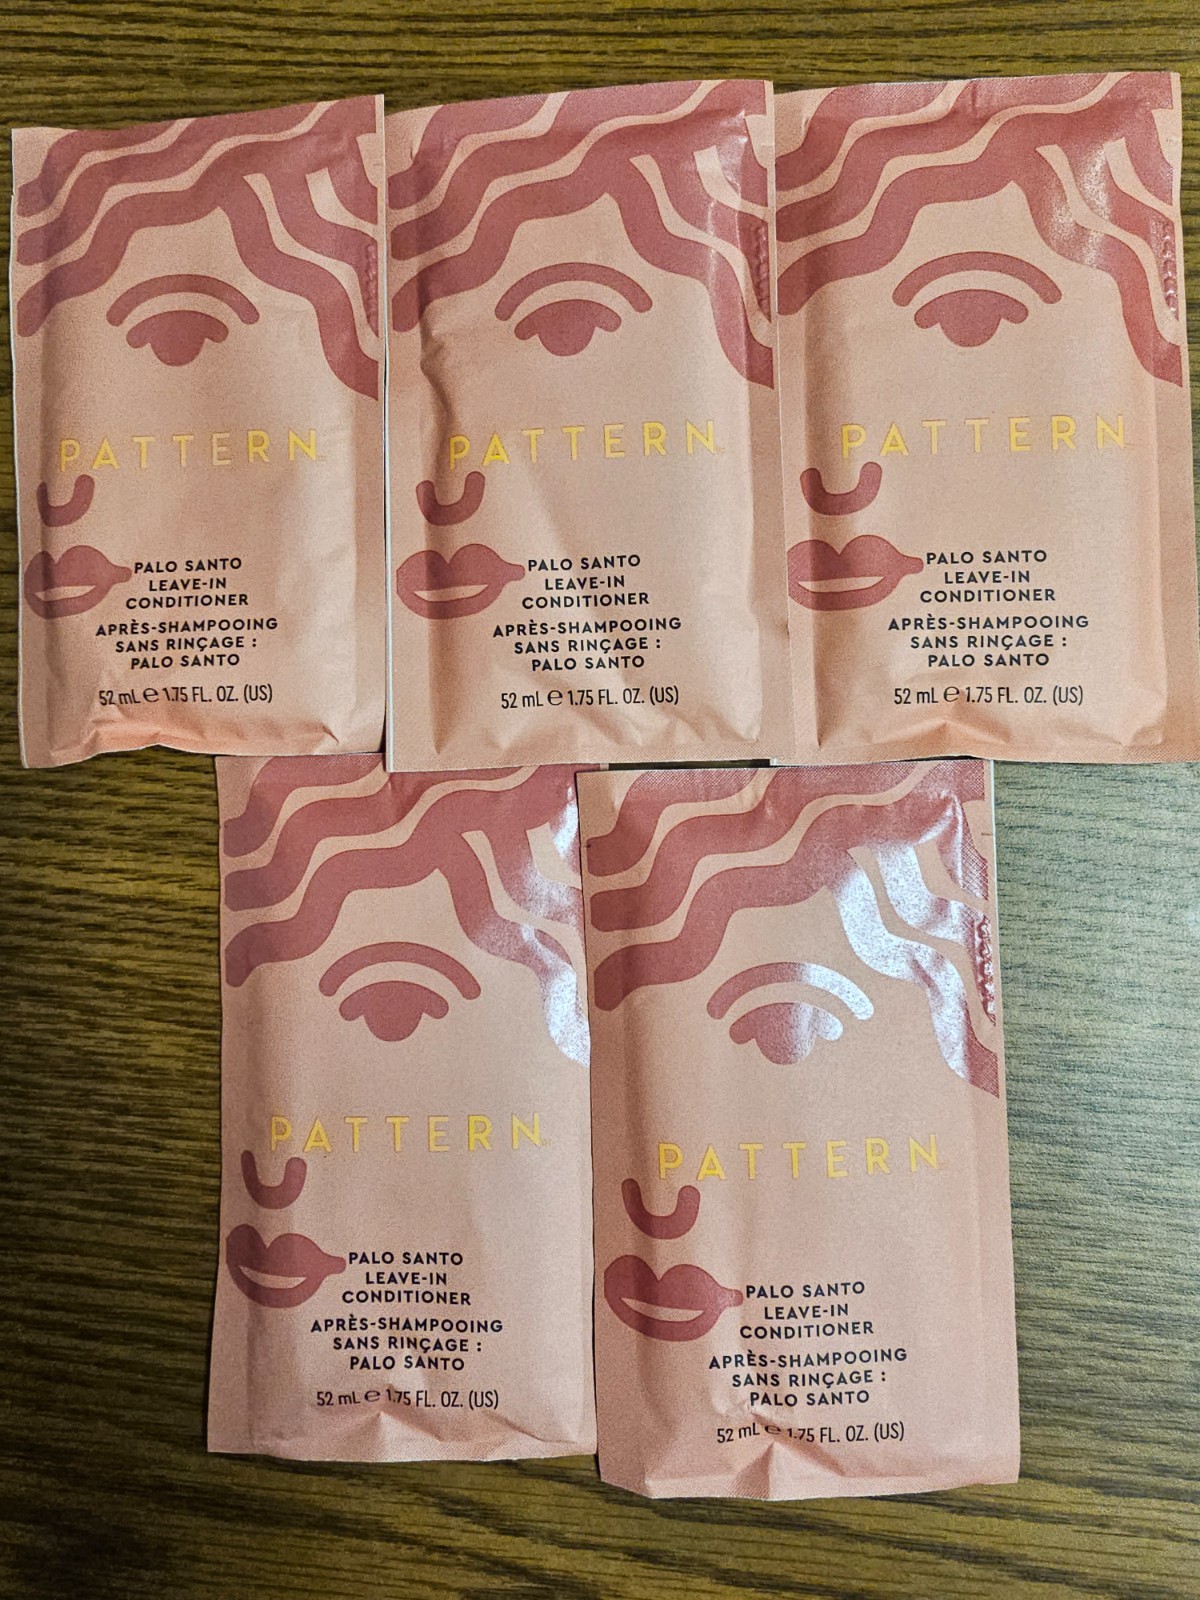 PATTERN
PALO SANTO
LEAVE-IN
CONDITIONER
APRÈS-SHAMPOOING
SANS RINÇAGE :
PALO SANTO
52 mL ℮ 1.75 FL. OZ. (US)
PATTERN
PALO SANTO
LEAVE-IN
CONDITIONER
APRÈS-SHAMPOOING
SANS RINÇAGE :
PALO SANTO
52 mL ℮ 1.75 FL. OZ. (US)
PATTERN
PALO SANTO
LEAVE-IN
CONDITIONER
APRÈS-SHAMPOOING
SANS RINÇAGE :
PALO SANTO
52 mL ℮ 1.75 FL. OZ. (US)
PATTERN
PALO SANTO
LEAVE-IN
CONDITIONER
APRÈS-SHAMPOOING
SANS RINÇAGE :
PALO SANTO
52 mL ℮ 1.75 FL. OZ. (US)
PATTERN
PALO SANTO
LEAVE-IN
CONDITIONER
APRÈS-SHAMPOOING
SANS RINÇAGE :
PALO SANTO
52 mL ℮ 1.75 FL. OZ. (US)